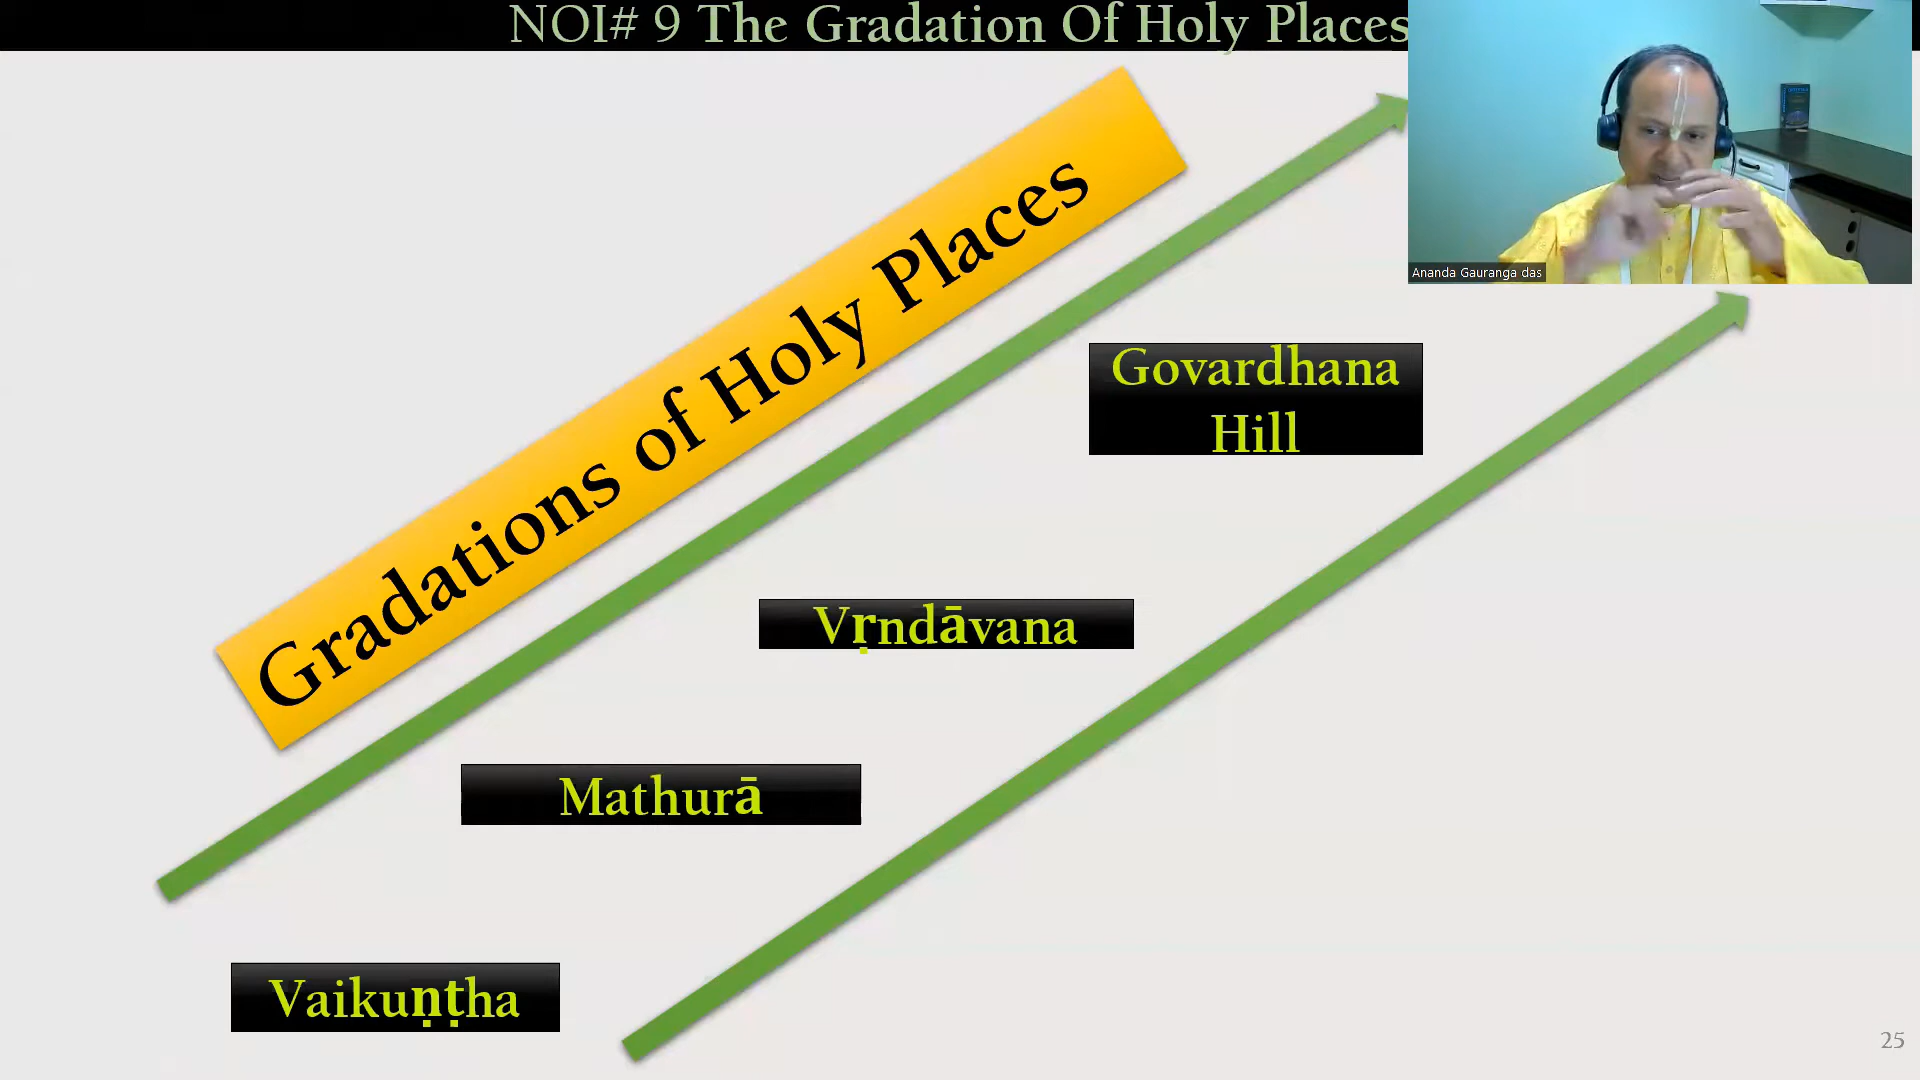 NOI# 9 The Gradation Of Holy Places
Ananda Gauranga das
Gradations of Holy Places
Govardhana
Hill
Vṛndāvana
Mathurā
Vaikuṇṭha
25